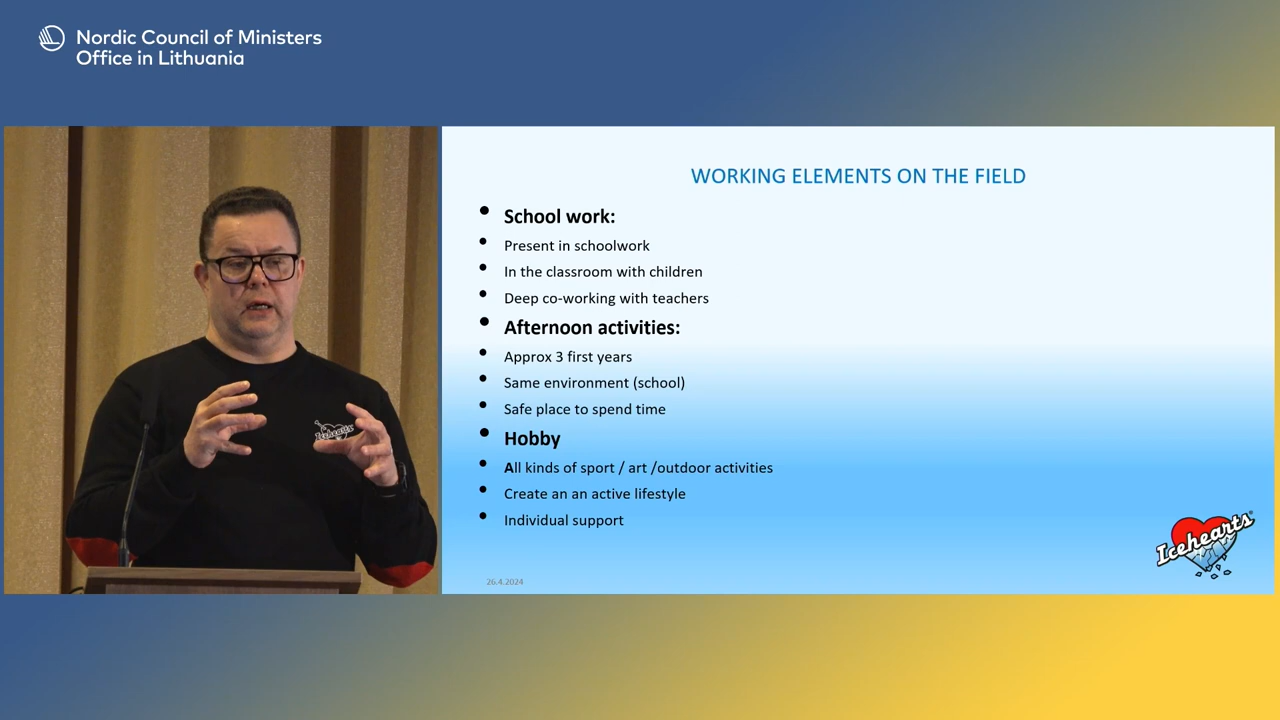 Nordic Council of Ministers
Office in Lithuania
WORKING ELEMENTS ON THE FIELD
School work:
Present in schoolwork
In the classroom with children
Deep co-working with teachers
Afternoon activities:
Approx 3 first years
Same environment (school)
Safe place to spend time
Hobby
All kinds of sport / art /outdoor activities
Create an an active lifestyle
Individual support
26.4.2024
Icehearts
Icehearts